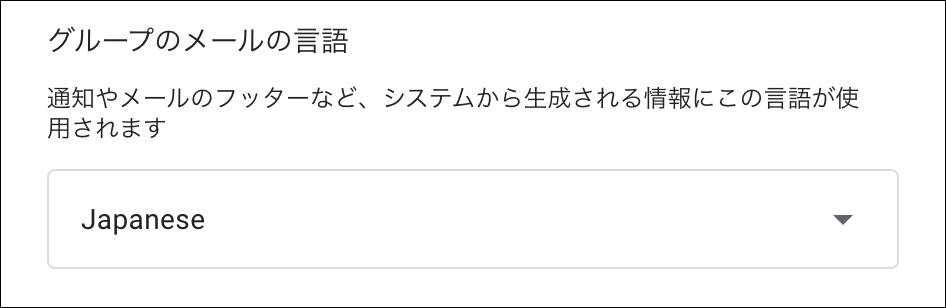 グループのメールの言語
通知やメールのフッターなど、システムから生成される情報にこの言語が使
用されます
Japanese